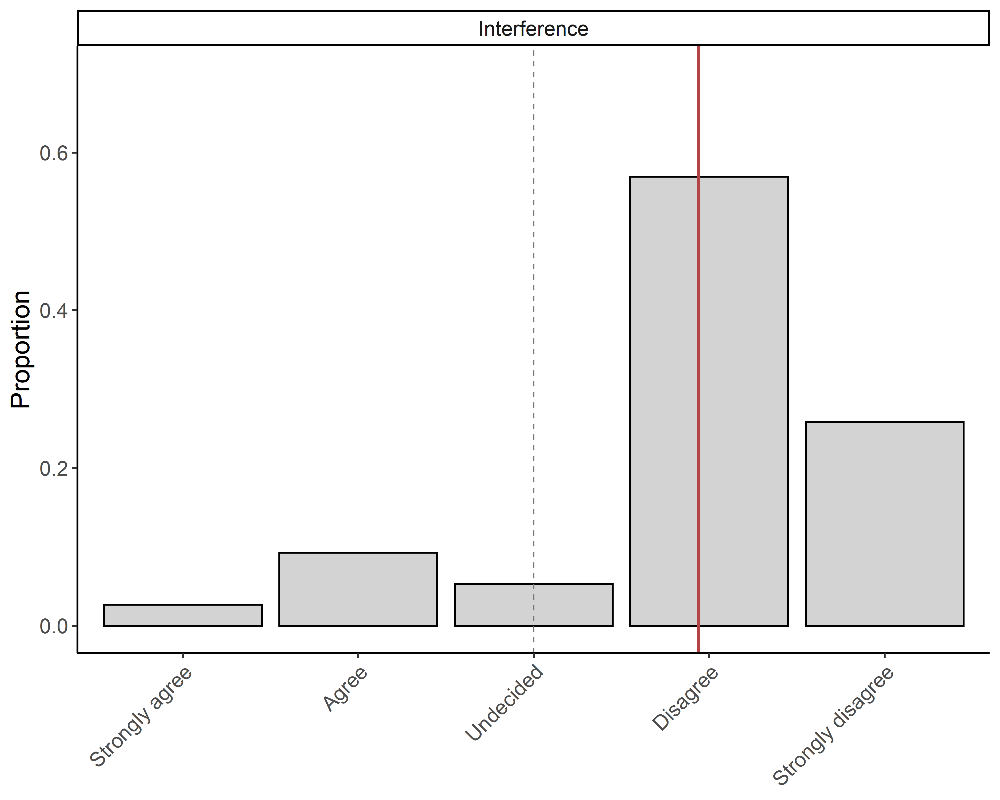 Interference
Proportion
0.6
0.4
0.2
0.0
Strongly agree
Agree
Undecided
Disagree
Strongly disagree